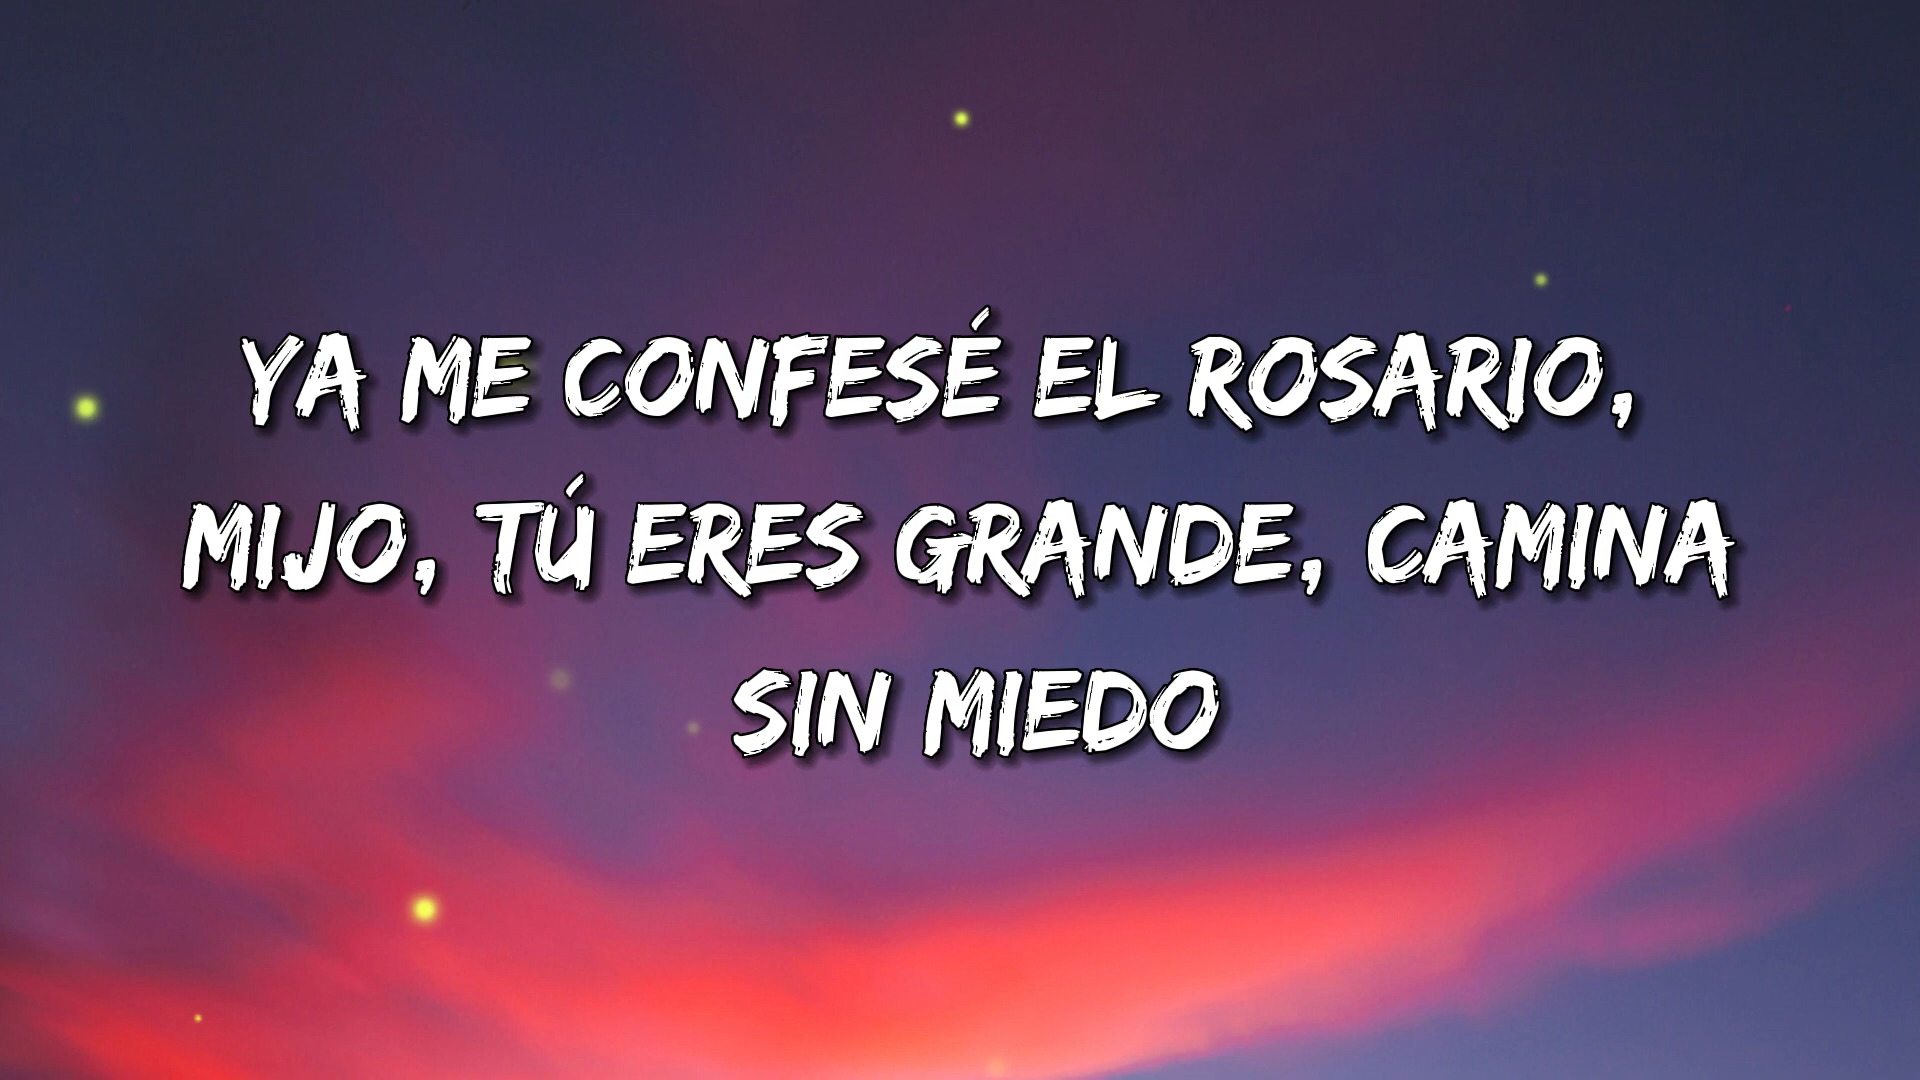 YA ME CONFESÉ EL ROSARIO,
MIJO, TÚ ERES GRANDE, CAMINA
SIN MIEDO